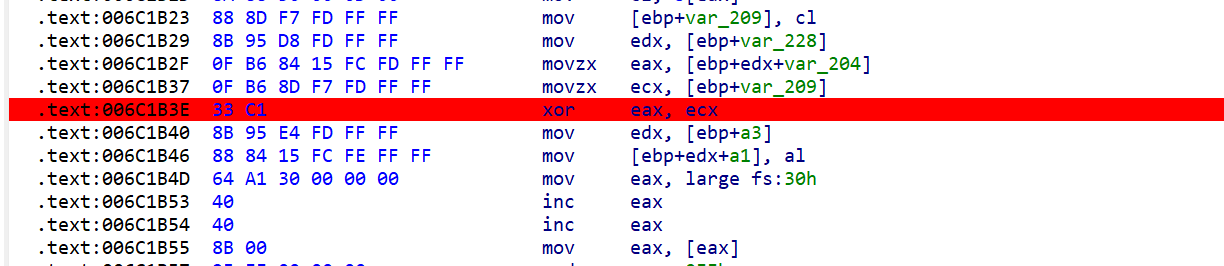 .text:006C1B23 88 8D F7 FD FF FF mov [ebp+var_209], cl
.text:006C1B29 8B 95 D8 FD FF FF mov edx, [ebp+var_228]
.text:006C1B2F 0F B6 84 15 FC FD FF FF movzx eax, [ebp+edx+var_204]
.text:006C1B37 0F B6 8D F7 FD FF FF movzx ecx, [ebp+var_209]
.text:006C1B3E 33 C1 xor eax, ecx
.text:006C1B40 8B 95 E4 FD FF FF mov edx, [ebp+a3]
.text:006C1B46 88 84 15 FC FE FF FF mov [ebp+edx+a1], al
.text:006C1B4D 64 A1 30 00 00 00 mov eax, large fs:30h
.text:006C1B53 40 inc eax
.text:006C1B54 40 inc eax
.text:006C1B55 8B 00 mov eax, [eax]